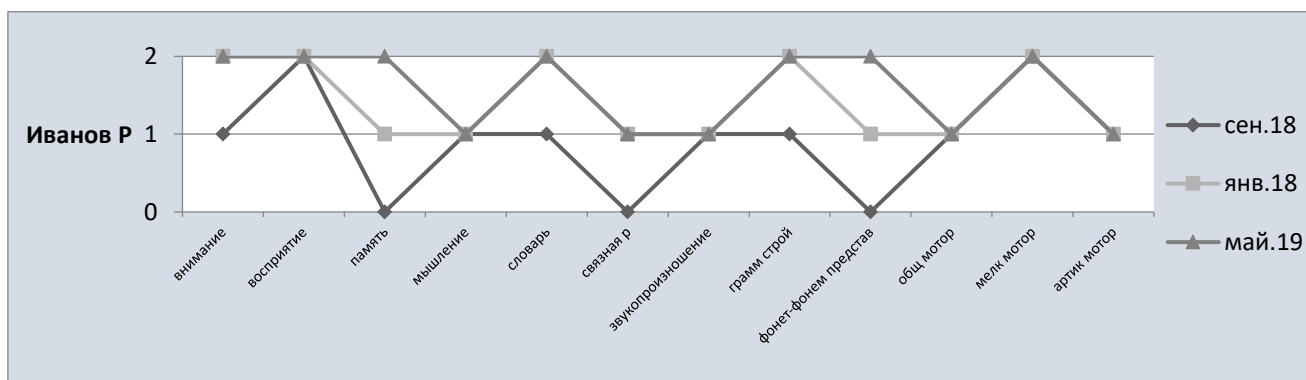 2
Иванов Р
1
0
сен.18
янв.18
май.19
внимание
восприятие
память
мышление
словарь
связная р
звукопроизношение
грамм строй
фонет-фонем представ
общ мотор
мелк мотор
артик мотор